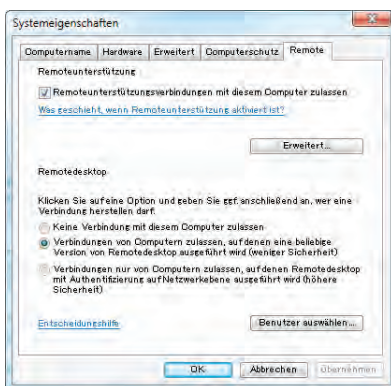 Systemeigenschaften
Computername Hardware Erweitert Computerschutz Remote
Remoteunterstützung
Remoteunterstützungsverbindungen mit diesem Computer zulassen
Was geschieht, wenn Remoteunterstützung aktiviert ist?
Erweitert...
Remotedesktop
Klicken Sie auf eine Option und geben Sie ggf. anschließend an, wer eine
Verbindung herstellen darf.
Keine Verbindung mit diesem Computer zulassen
Verbindungen von Computern zulassen, auf denen eine beliebige
Version von Remotedesktop ausgeführt wird (weniger Sicherheit)
Verbindungen nur von Computern zulassen, auf denen Remotedesktop
mit Authentifizierung auf Netzwerkebene ausgeführt wird (höhere
Sicherheit)
Entscheidungshilfe
Benutzer auswählen...
OK Abbrechen Übernehmen